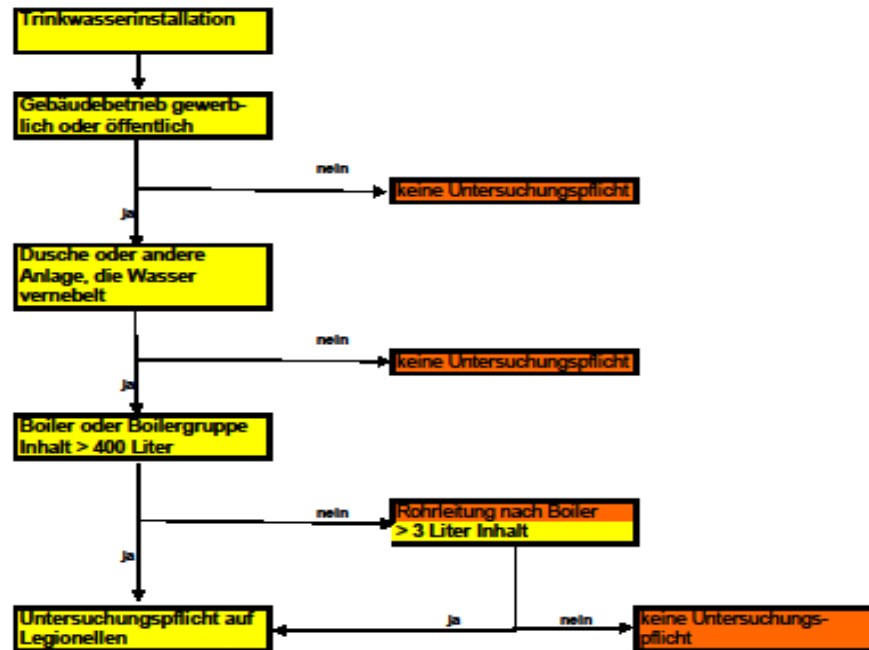 Trinkwasserinstallation
Gebäudebetrieb gewerb-
lich oder öffentlich
nein
keine Untersuchungspflicht
ja
Dusche oder andere
Anlage, die Wasser
vernebelt
nein
keine Untersuchungspflicht
ja
Boiler oder Boilergruppe
Inhalt > 400 Liter
nein
Rohrleitung nach Boiler
> 3 Liter Inhalt
ja
Untersuchungspflicht auf
Legionellen
ja
nein
keine Untersuchungs-
pflicht